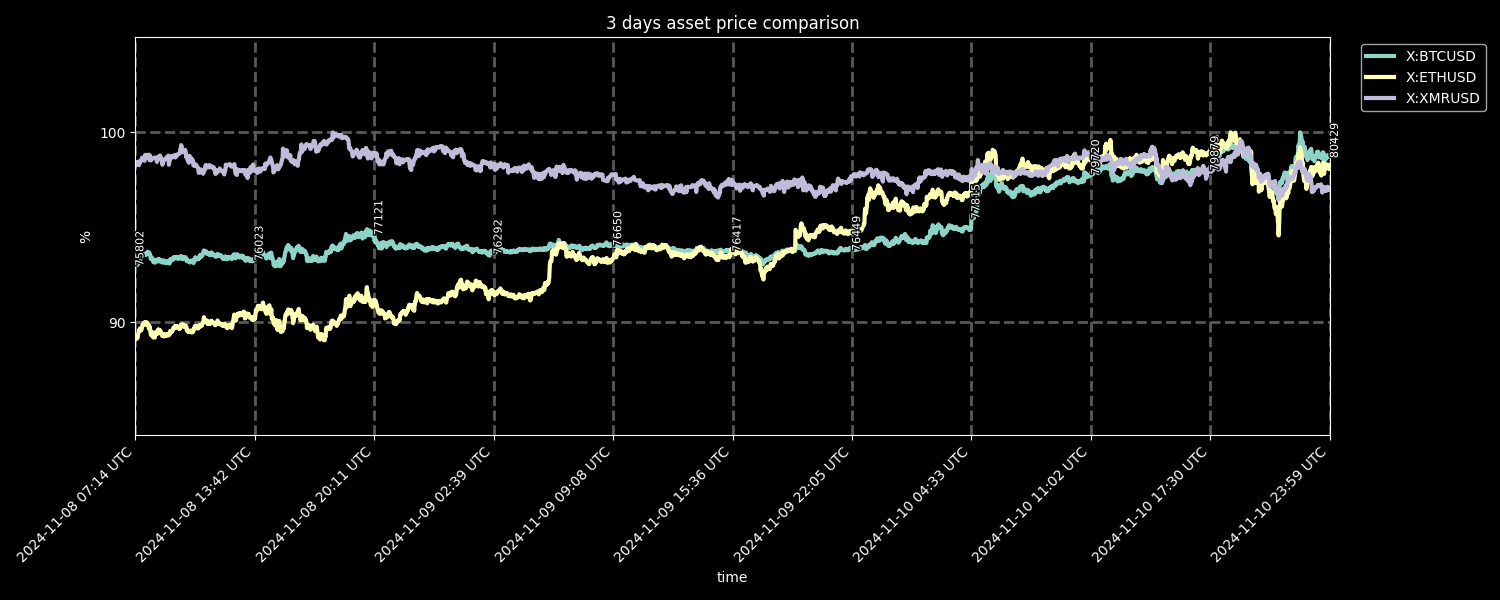 3 days asset price comparison
X:BTCUSD
X:ETHUSD
X:XMRUSD
100
90
%
75802
76023
77121
76292
76650
76417
76449
77815
79720
79879
80429
2024-11-08 07:14 UTC
2024-11-08 13:42 UTC
2024-11-08 20:11 UTC
2024-11-09 02:39 UTC
2024-11-09 09:08 UTC
2024-11-09 15:36 UTC
2024-11-09 22:05 UTC
2024-11-10 04:33 UTC
2024-11-10 11:02 UTC
2024-11-10 17:30 UTC
2024-11-10 23:59 UTC
time